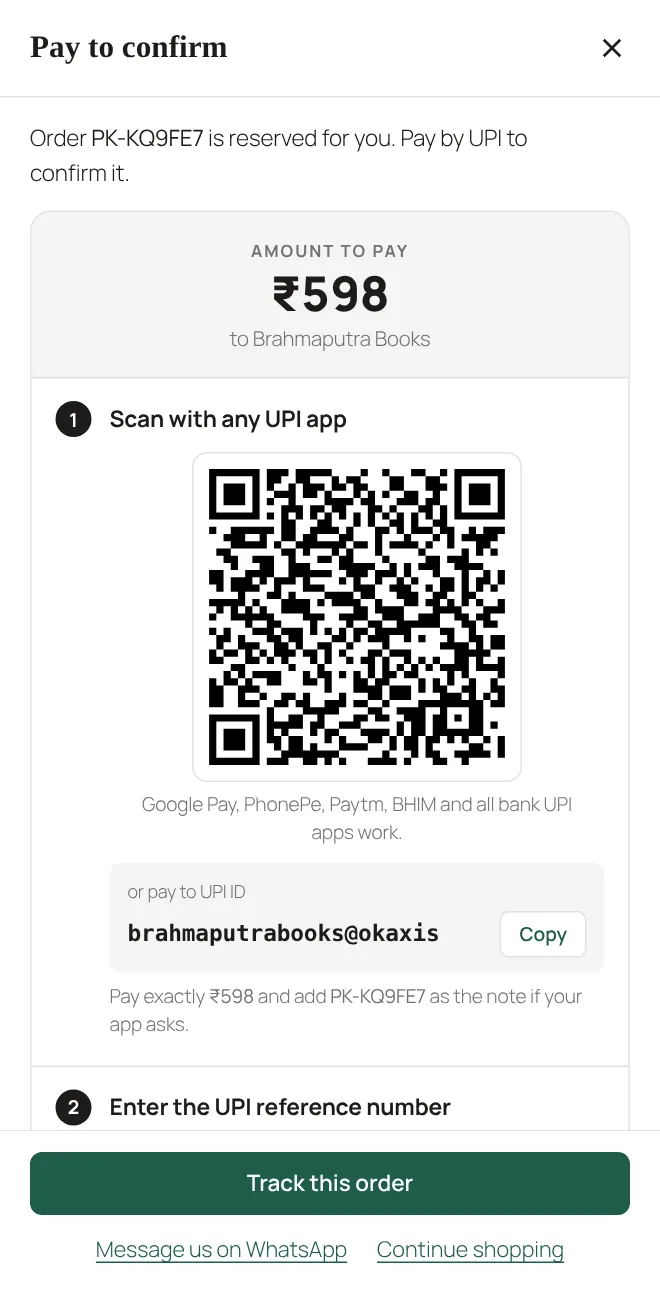 Pay to confirm
Order PK-KQ9FE7 is reserved for you. Pay by UPI to
confirm it.
AMOUNT TO PAY
₹598
to Brahmaputra Books
1 Scan with any UPI app
Google Pay, PhonePe, Paytm, BHIM and all bank UPI
apps work.
or pay to UPI ID
brahmaputrabooks@okaxis
Copy
Pay exactly ₹598 and add PK-KQ9FE7 as the note if your
app asks.
2 Enter the UPI reference number
Track this order
Message us on WhatsApp Continue shopping